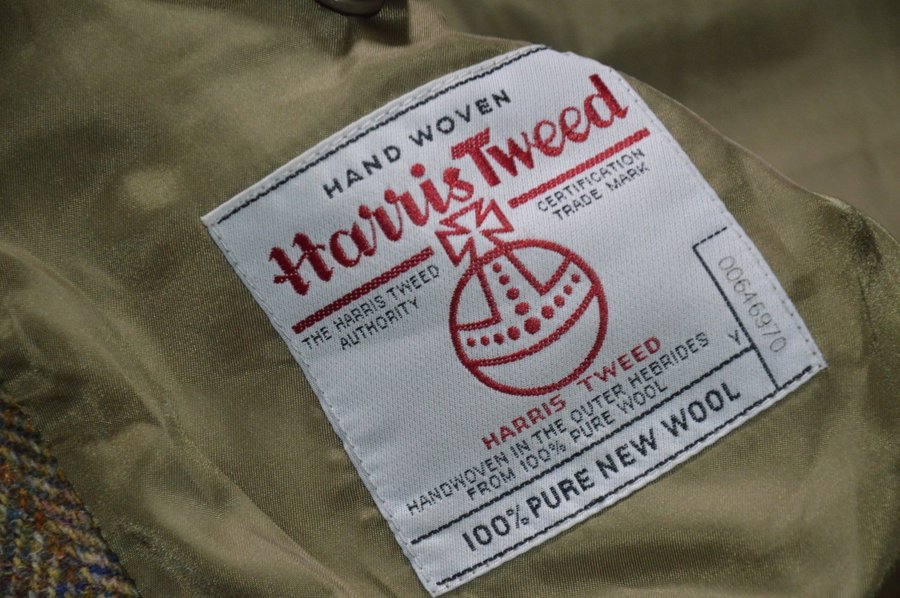 HAND WOVEN
Harris Tweed
THE HARRIS TWEED
AUTHORITY
CERTIFICATION
TRADE MARK
HARRIS TWEED
HANDWOVEN IN THE OUTER HEBRIDES
FROM 100% PURE WOOL
Y
00646970
100% PURE NEW WOOL